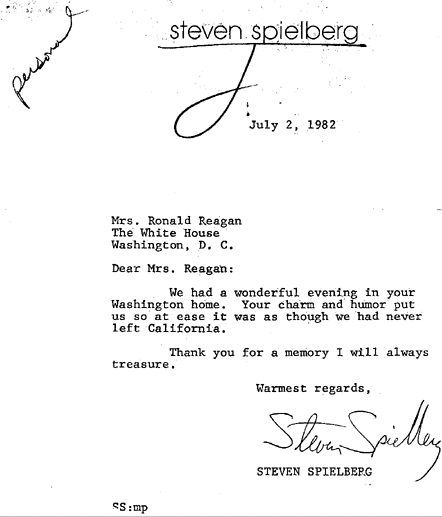 personal
steven spielberg
July 2, 1982
Mrs. Ronald Reagan
The White House
Washington, D. C.
Dear Mrs. Reagan:
We had a wonderful evening in your
Washington home. Your charm and humor put
us so at ease it was as though we had never
left California.
Thank you for a memory I will always
treasure.
Warmest regards,
Steven Spielberg
STEVEN SPIELBERG
SS:mp